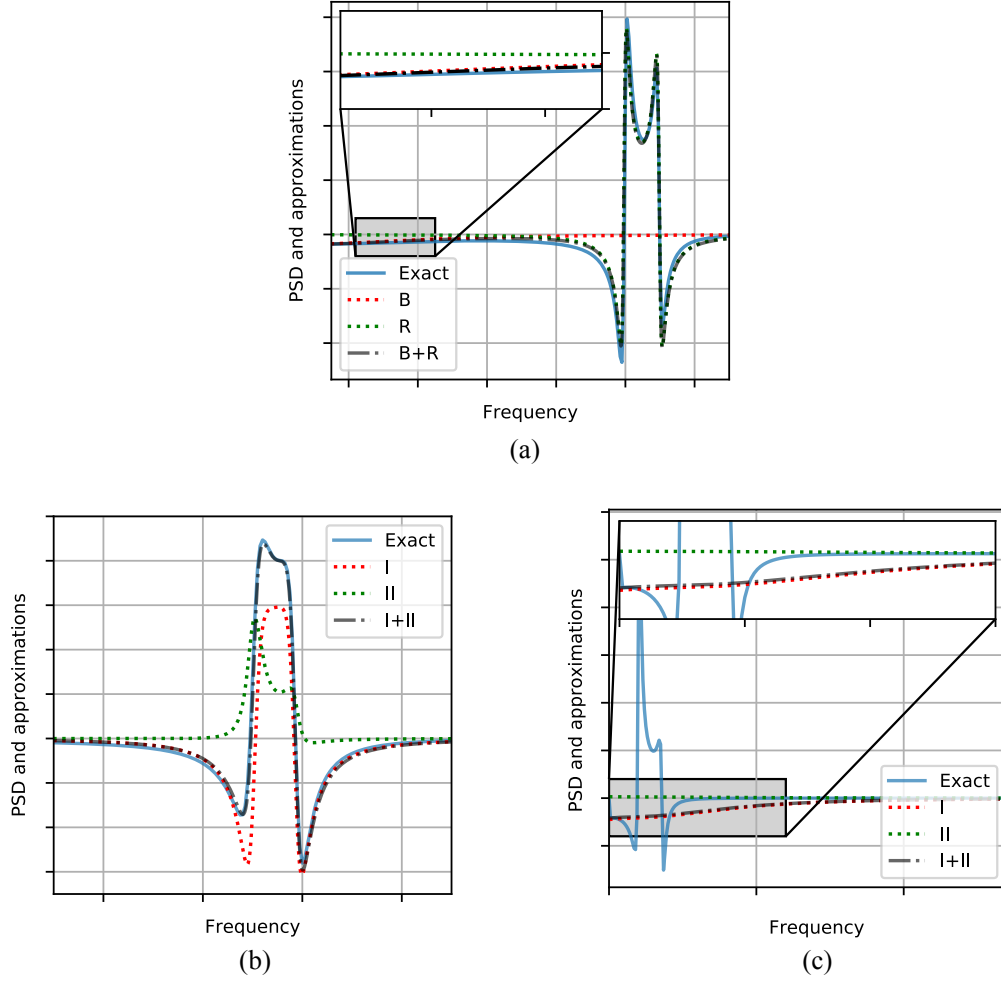 PSD and approximations
Exact
B
R
B+R
Frequency
(a)
PSD and approximations
Exact
I
II
I+II
Frequency
(b)
PSD and approximations
Exact
I
II
I+II
Frequency
(c)